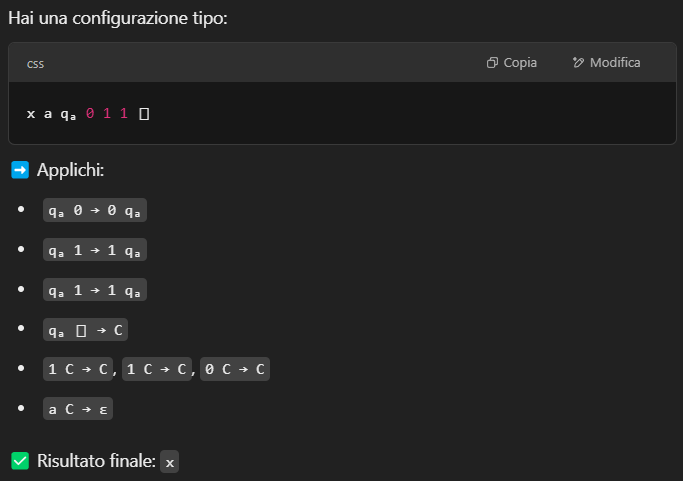 Hai una configurazione tipo:
css Copia Modifica
x a qₐ 0 1 1 ▯
➡️ Applichi:
• qₐ 0 → 0 qₐ
• qₐ 1 → 1 qₐ
• qₐ 1 → 1 qₐ
• qₐ ▯ → C
• 1 C → C, 1 C → C, 0 C → C
• a C → ε
✅ Risultato finale: x